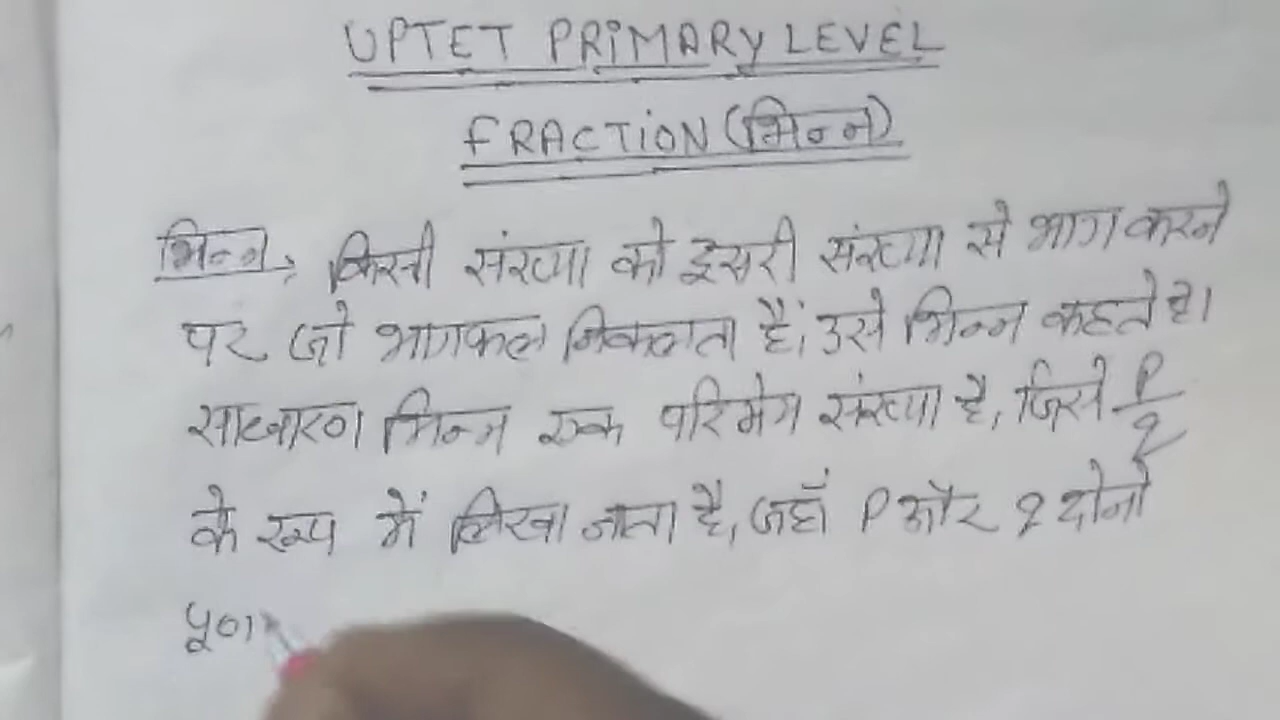 UPTET PRIMARY LEVEL
FRACTION (भिन्न)
भिन्न, किसी संख्या को दूसरी संख्या से भाग करने
पर जो भागफल निकलता है, उसे भिन्न कहते है।
साधारण भिन्न एक परिमेय संख्या है, जिसे P/q
के रूप में लिखा जाता है, जहाँ P और q दोनो
पूर्ण